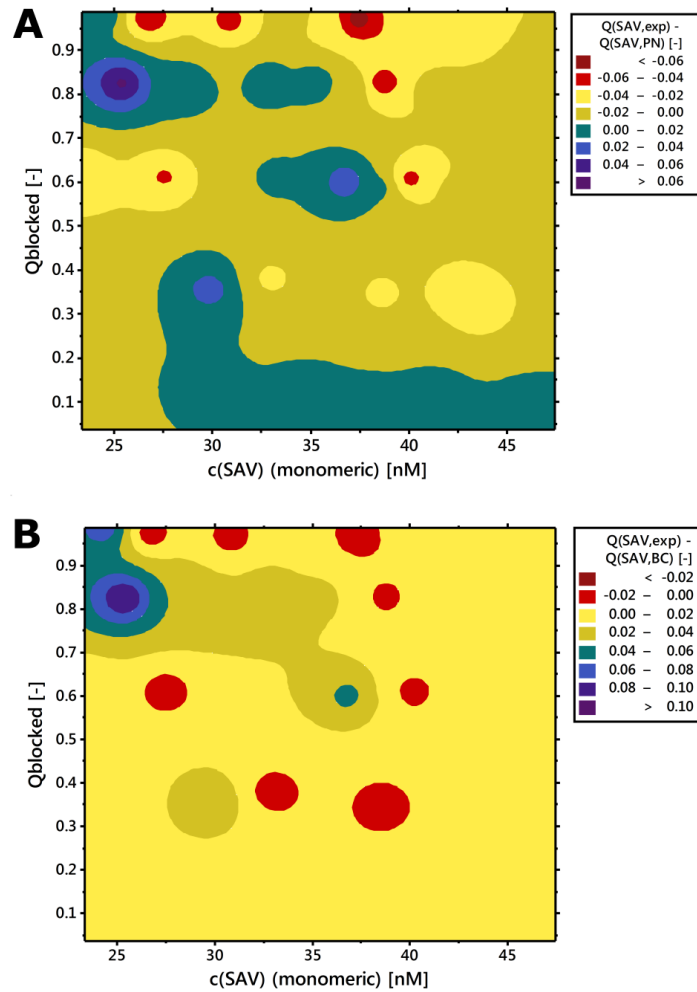 A
Qblocked [-]
0.9
0.8
0.7
0.6
0.5
0.4
0.3
0.2
0.1
25 30 35 40 45
c(SAV) (monomeric) [nM]
Q(SAV,exp) -
Q(SAV,PN) [-]
< -0.06
-0.06 – -0.04
-0.04 – -0.02
-0.02 – 0.00
0.00 – 0.02
0.02 – 0.04
0.04 – 0.06
> 0.06
B
Qblocked [-]
0.9
0.8
0.7
0.6
0.5
0.4
0.3
0.2
0.1
25 30 35 40 45
c(SAV) (monomeric) [nM]
Q(SAV,exp) -
Q(SAV,BC) [-]
< -0.02
-0.02 – 0.00
0.00 – 0.02
0.02 – 0.04
0.04 – 0.06
0.06 – 0.08
0.08 – 0.10
> 0.10